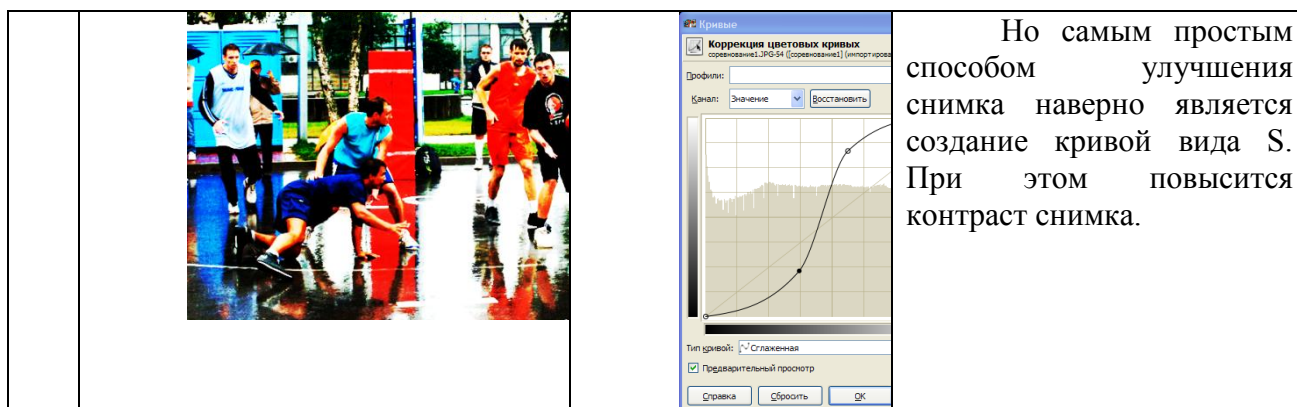 Кривые
Коррекция цветовых кривых
соревнование1.JPG-54 ([соревнование1] (импортирова
Профили:
Канал: Значение Восстановить
Тип кривой: Сглаженная
Предварительный просмотр
Справка Сбросить OK
Но самым простым
способом улучшения
снимка наверно является
создание кривой вида S.
При этом повысится
контраст снимка.